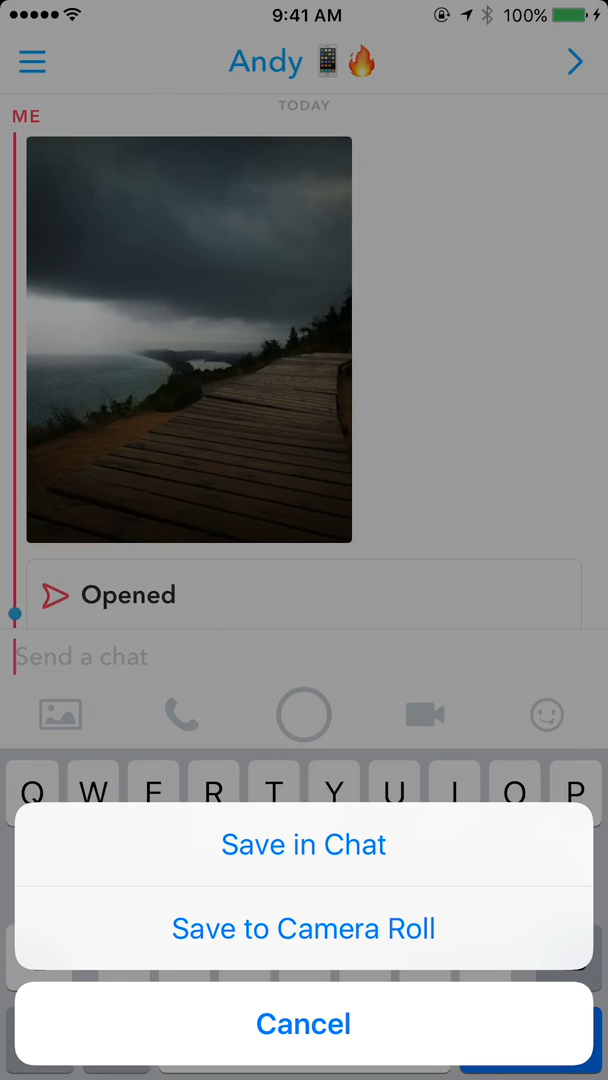 9:41 AM 100%
Andy 📱🔥
TODAY
ME
Opened
Send a chat
Q W E R T Y U I O P
Save in Chat
Save to Camera Roll
Cancel